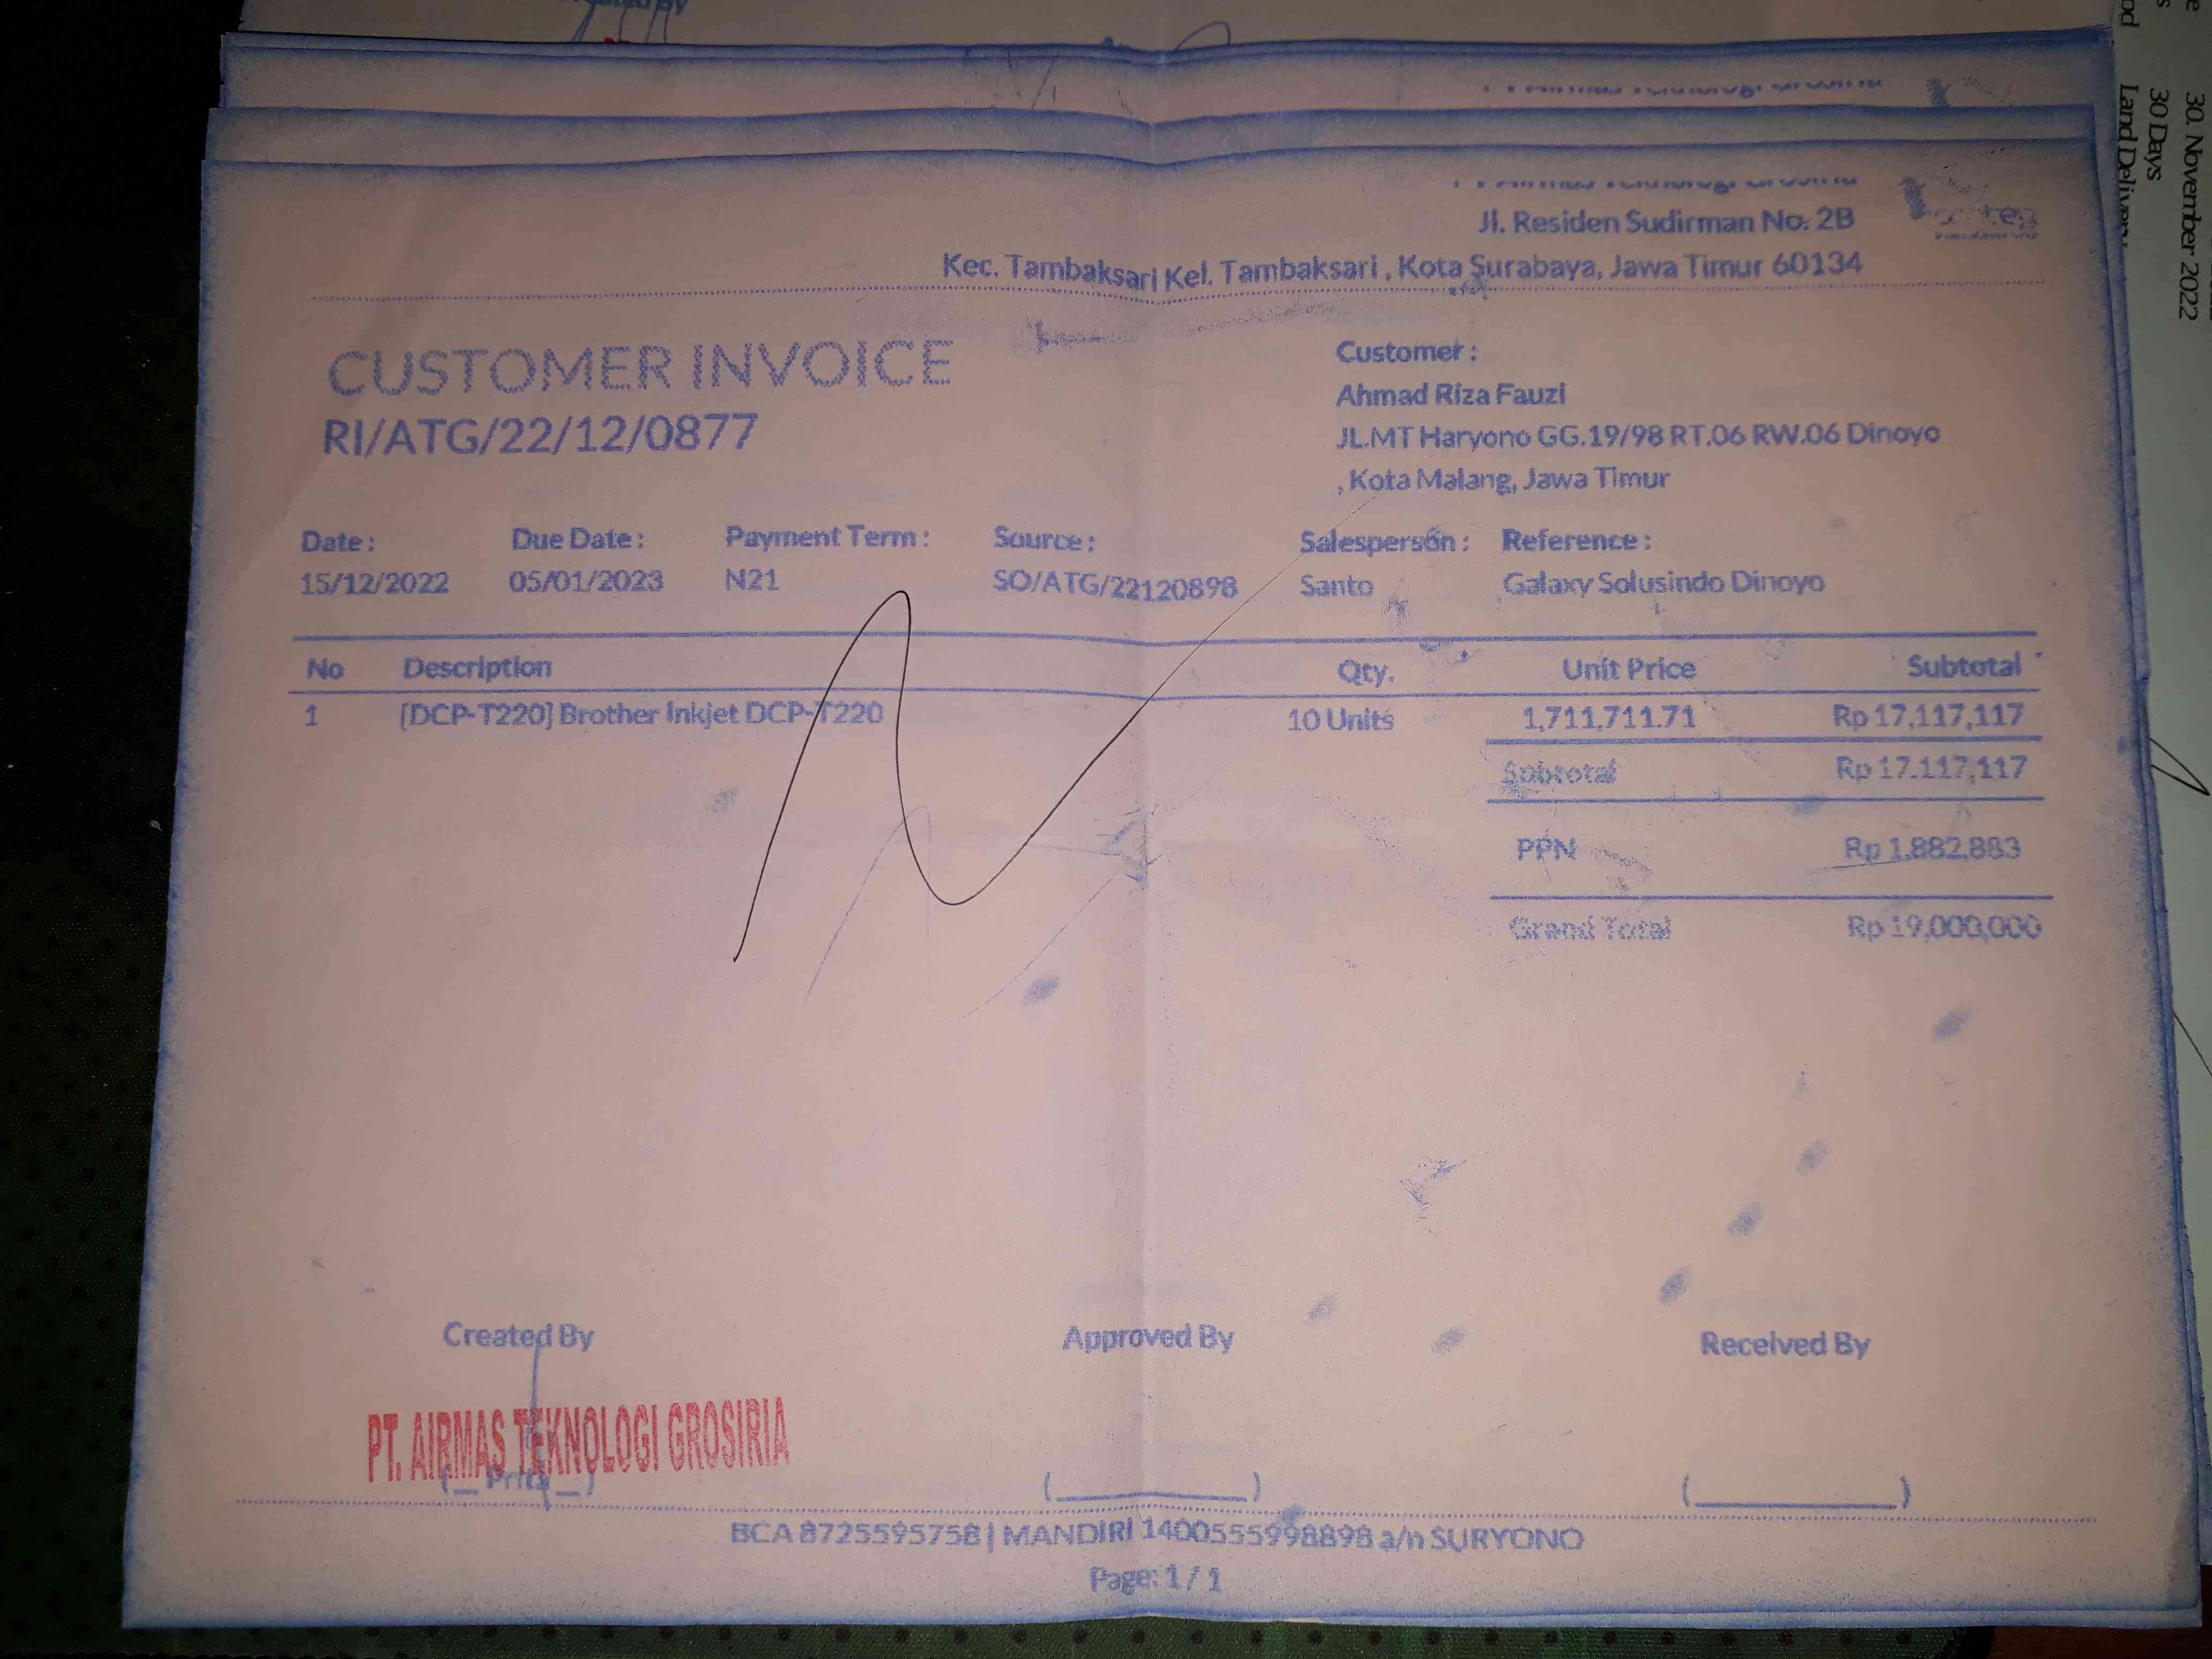 30. November 2022
30 Days
Jl. Residen Sudirman No. 2B
Kec. Tambaksari Kel. Tambaksari , Kota Surabaya, Jawa Timur 60134
CUSTOMER INVOICE
RI/ATG/22/12/0877
Customer :
Ahmad Riza Fauzi
JL.MT Haryono GG.19/98 RT.06 RW.06 Dinoyo
, Kota Malang, Jawa Timur
Date : Due Date : Payment Term : Source : Salesperson : Reference :
15/12/2022 05/01/2023 N21 SO/ATG/22120898 Santo Galaxy Solusindo Dinoyo
No Description Qty. Unit Price Subtotal
1 [DCP-T220] Brother Inkjet DCP-T220 10 Units 1,711,711.71 Rp 17,117,117
Subtotal Rp 17.117,117
PPN Rp 1,882,883
Grand Total Rp 19,000,000
Created By Approved By Received By
PT. AIRMAS TEKNOLOGI GROSIRIA
BCA 8725595758 | MANDIRI 1400555998898 a/n SURYONO
Page: 1 / 1